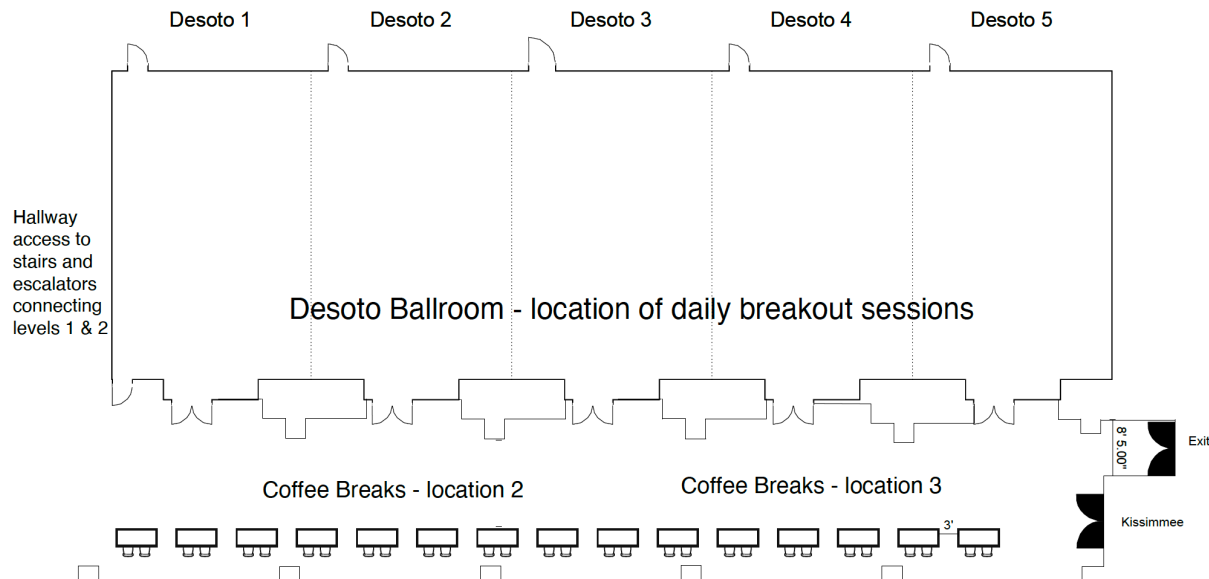 Desoto 1
Desoto 2
Desoto 3
Desoto 4
Desoto 5
Hallway
access to
stairs and
escalators
connecting
levels 1 & 2
Desoto Ballroom - location of daily breakout sessions
8' 5.00"
Exit
Coffee Breaks - location 2
Coffee Breaks - location 3
3'
Kissimmee